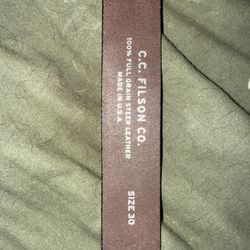 C.C. FILSON CO.
100% FULL GRAIN STEER LEATHER
MADE IN U.S.A.
SIZE 30